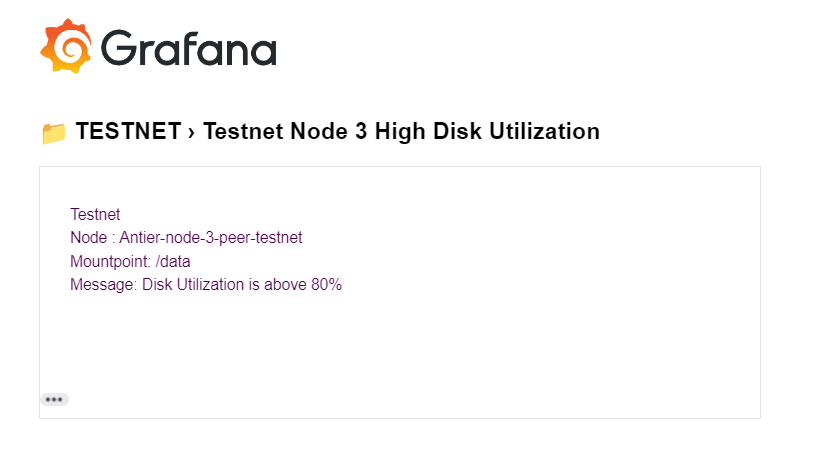 Grafana
📁 TESTNET › Testnet Node 3 High Disk Utilization
Testnet
Node : Antier-node-3-peer-testnet
Mountpoint: /data
Message: Disk Utilization is above 80%
•••